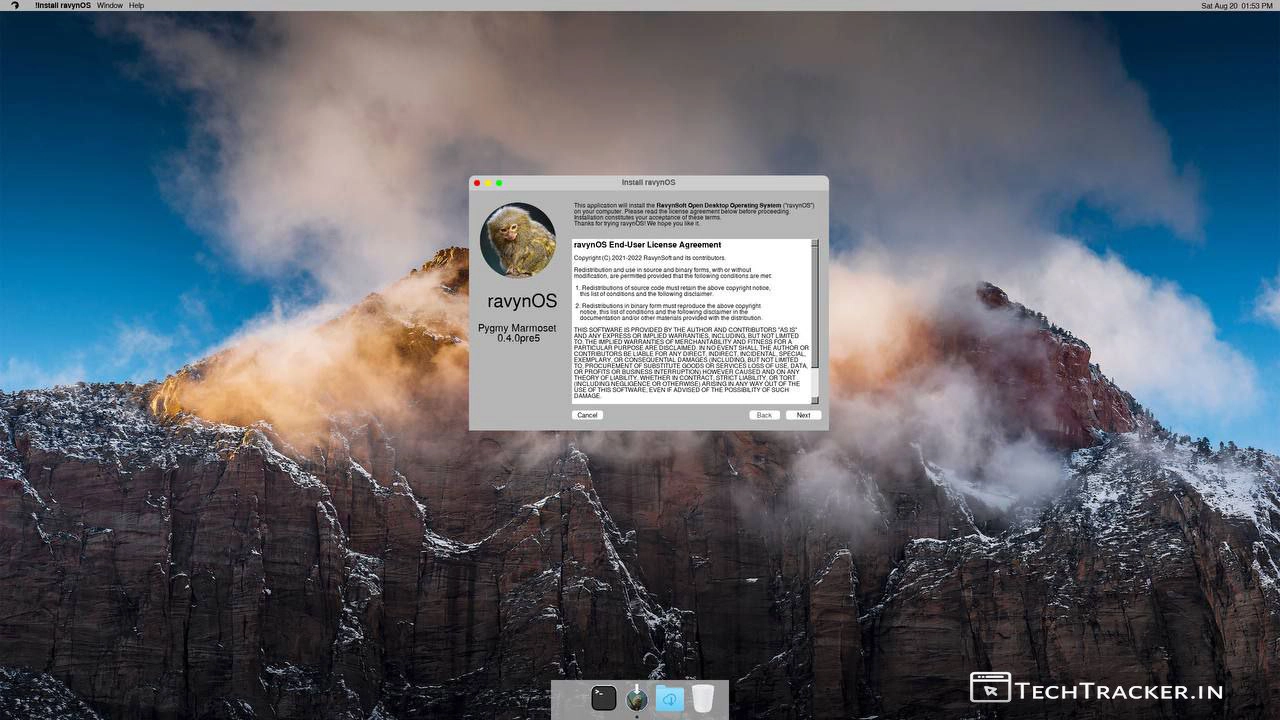 !Install ravynOS Window Help
Sat Aug 20 01:53 PM
Install ravynOS
This application will install the RavynSoft Open Desktop Operating System ("ravynOS")
on your computer. Please read the license agreement below before proceeding.
Installation constitutes your acceptance of these terms.
Thanks for trying ravynOS! We hope you like it.
ravynOS
Pygmy Marmoset
0.4.0pre5
ravynOS End-User License Agreement
Copyright (C) 2021-2022 RavynSoft and its contributors.
Redistribution and use in source and binary forms, with or without
modification, are permitted provided that the following conditions are met:
1. Redistributions of source code must retain the above copyright notice,
this list of conditions and the following disclaimer.
2. Redistributions in binary form must reproduce the above copyright
notice, this list of conditions and the following disclaimer in the
documentation and/or other materials provided with the distribution.
THIS SOFTWARE IS PROVIDED BY THE AUTHOR AND CONTRIBUTORS "AS IS"
AND ANY EXPRESS OR IMPLIED WARRANTIES, INCLUDING, BUT NOT LIMITED
TO, THE IMPLIED WARRANTIES OF MERCHANTABILITY AND FITNESS FOR A
PARTICULAR PURPOSE ARE DISCLAIMED. IN NO EVENT SHALL THE AUTHOR OR
CONTRIBUTORS BE LIABLE FOR ANY DIRECT, INDIRECT, INCIDENTAL, SPECIAL,
EXEMPLARY, OR CONSEQUENTIAL DAMAGES (INCLUDING, BUT NOT LIMITED
TO, PROCUREMENT OF SUBSTITUTE GOODS OR SERVICES LOSS OF USE, DATA,
OR PROFITS OR BUSINESS INTERRUPTION) HOWEVER CAUSED AND ON ANY
THEORY OF LIABILITY, WHETHER IN CONTRACT, STRICT LIABILITY, OR TORT
(INCLUDING NEGLIGENCE OR OTHERWISE) ARISING IN ANY WAY OUT OF THE
USE OF THIS SOFTWARE, EVEN IF ADVISED OF THE POSSIBILITY OF SUCH
DAMAGE.
Cancel
Back
Next
TECHTRACKER.IN